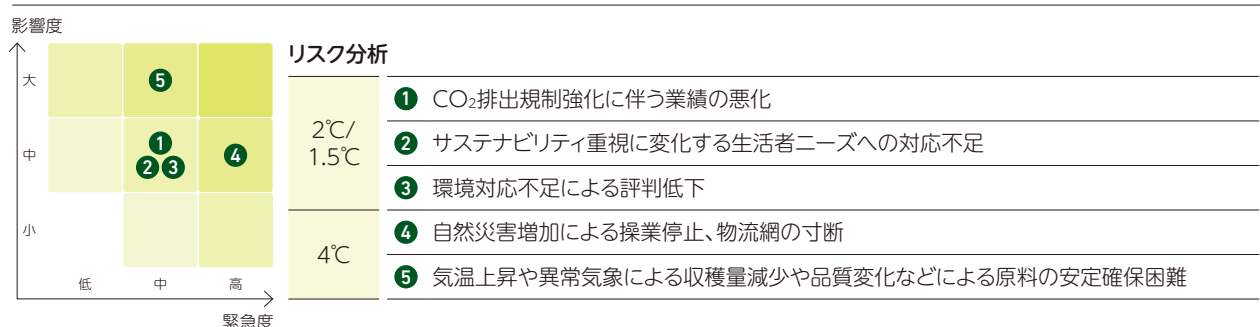 影響度
大
中
小
5
1
2 3
4
低 中 高
緊急度
リスク分析
2℃/
1.5℃
1 CO₂排出規制強化に伴う業績の悪化
2 サステナビリティ重視に変化する生活者ニーズへの対応不足
3 環境対応不足による評判低下
4℃
4 自然災害増加による操業停止、物流網の寸断
5 気温上昇や異常気象による収穫量減少や品質変化などによる原料の安定確保困難